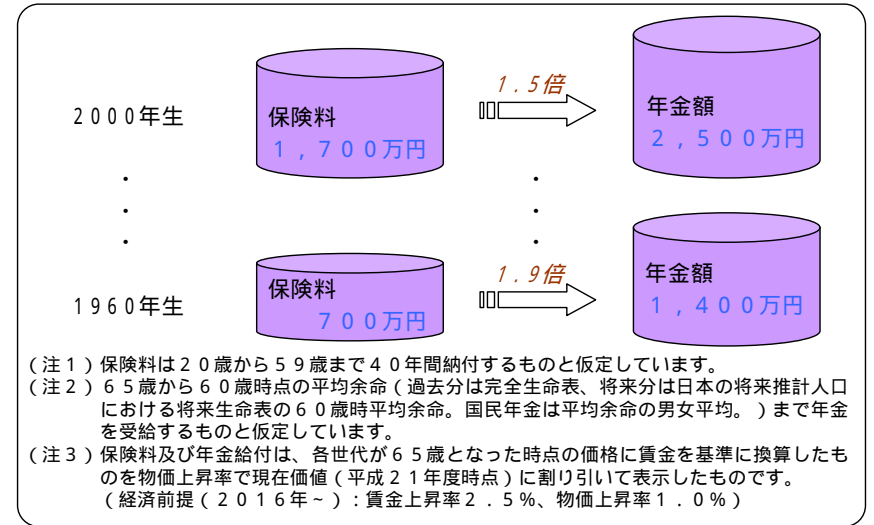 1.5倍
2000年生
保険料
1,700万円
年金額
2,500万円
・
・
・
・
・
・
1.9倍
1960年生
保険料
700万円
年金額
1,400万円
(注1)保険料は20歳から59歳まで40年間納付するものと仮定しています。
(注2)65歳から60歳時点の平均余命(過去分は完全生命表、将来分は日本の将来推計人口
における将来生命表の60歳時平均余命。国民年金は平均余命の男女平均。)まで年金
を受給するものと仮定しています。
(注3)保険料及び年金給付は、各世代が65歳となった時点の価格に賃金を基準に換算したも
のを物価上昇率で現在価値(平成21年度時点)に割り引いて表示したものです。
(経済前提(2016年~):賃金上昇率2.5%、物価上昇率1.0%)